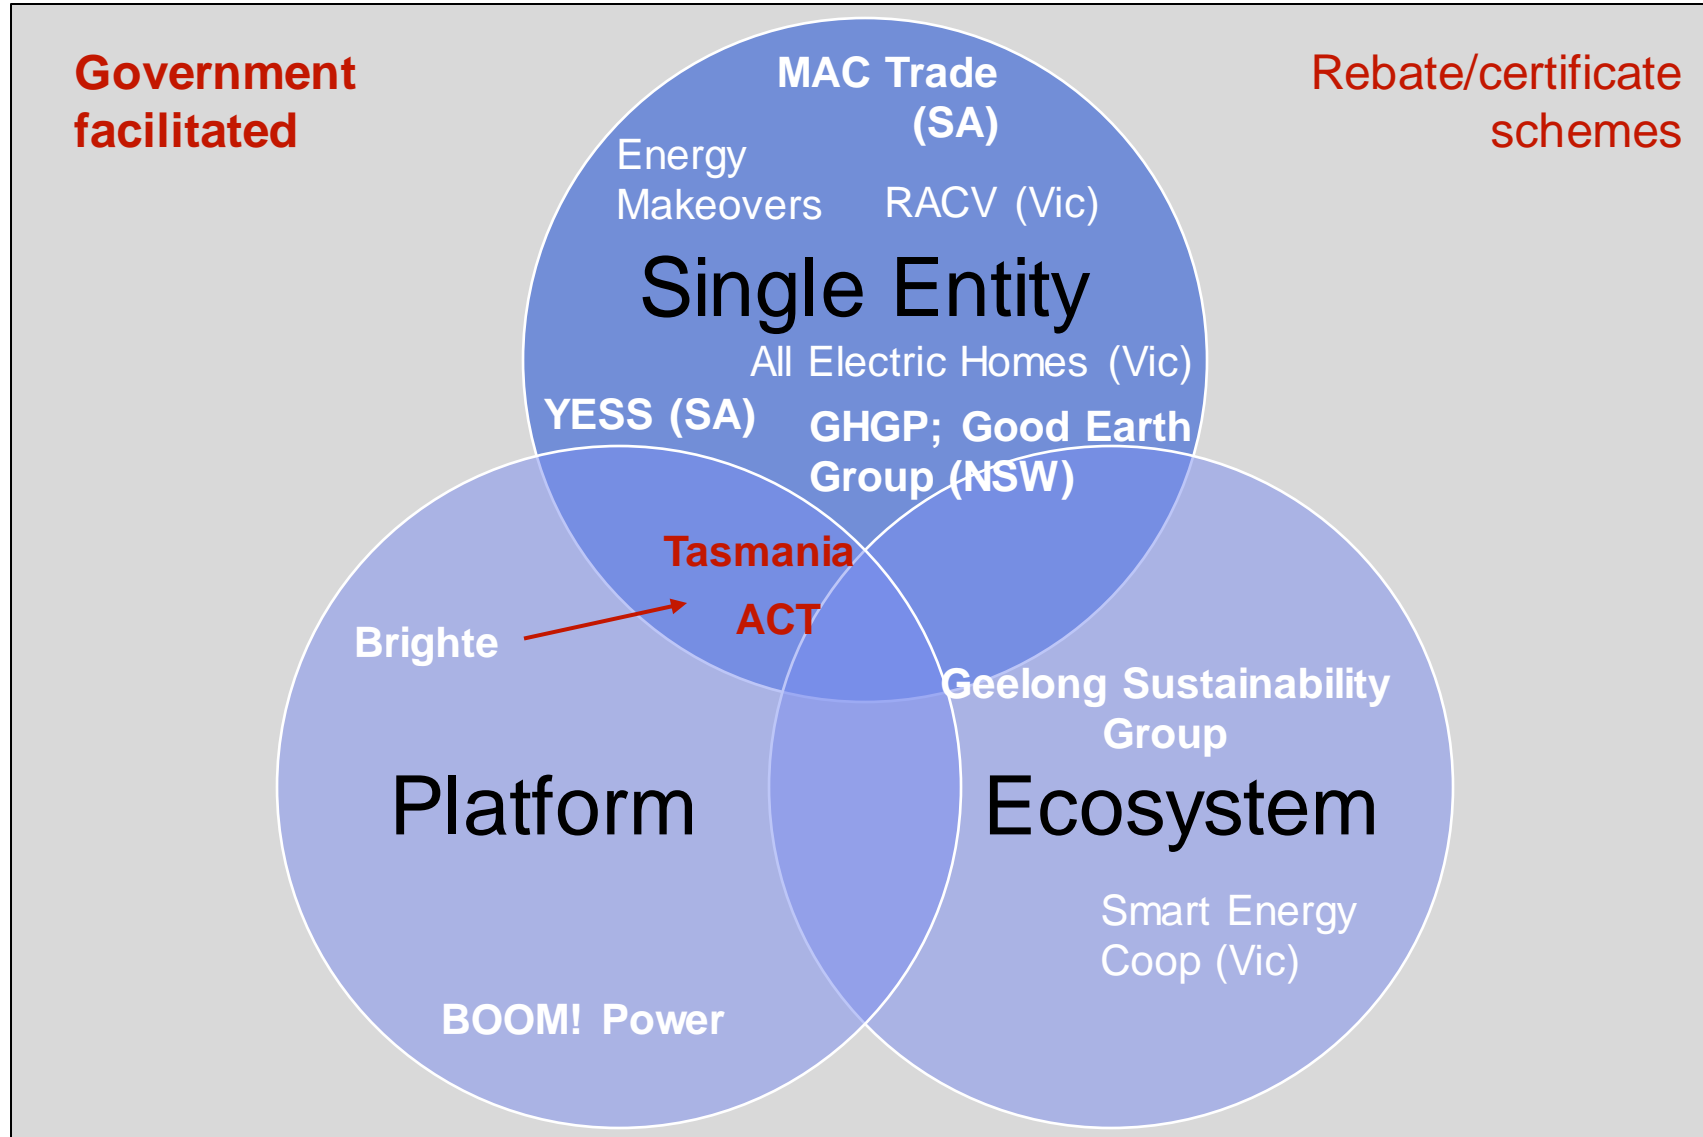 Government
facilitated
Rebate/certificate
schemes
MAC Trade
(SA)
Energy
Makeovers
RACV (Vic)
Single Entity
All Electric Homes (Vic)
YESS (SA)
GHGP; Good Earth
Group (NSW)
Tasmania
ACT
Brighte
Geelong Sustainability
Group
Platform
Ecosystem
Smart Energy
Coop (Vic)
BOOM! Power